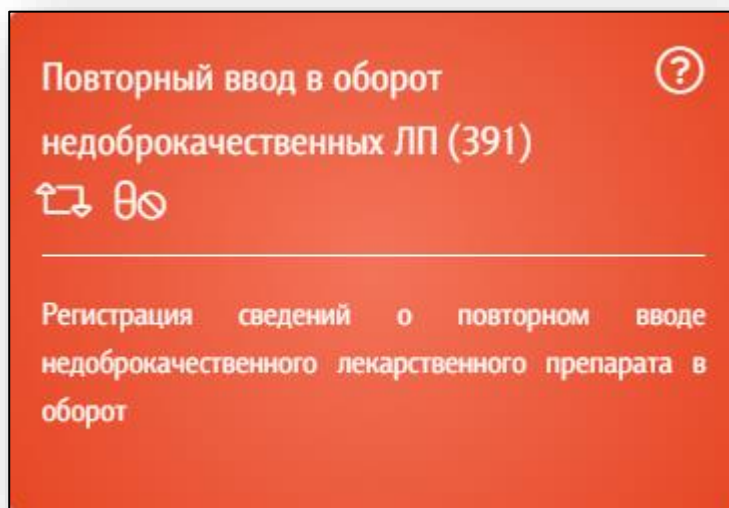 Повторный ввод в оборот
недоброкачественных ЛП (391)
?
Регистрация сведений о повторном вводе
недоброкачественного лекарственного препарата в
оборот